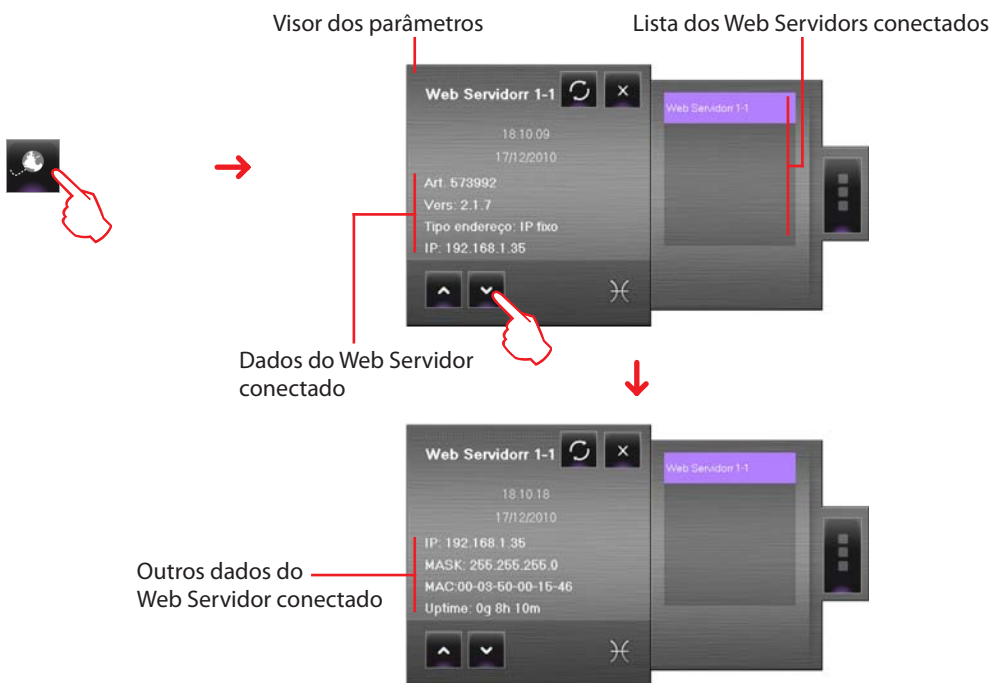 Visor dos parâmetros
Lista dos Web Servidors conectados
Web Servidorr 1-1
18.10.09
17/12/2010
Art. 573992
Vers: 2.1.7
Tipo endereço: IP fixo
IP: 192.168.1.35
Web Servidorr 1-1
Dados do Web Servidor
conectado
Web Servidorr 1-1
18.10.18
17/12/2010
IP: 192.168.1.35
MASK: 255.255.255.0
MAC:00-03-50-00-15-46
Uptime: 0g 8h 10m
Web Servidorr 1-1
Outros dados do
Web Servidor conectado